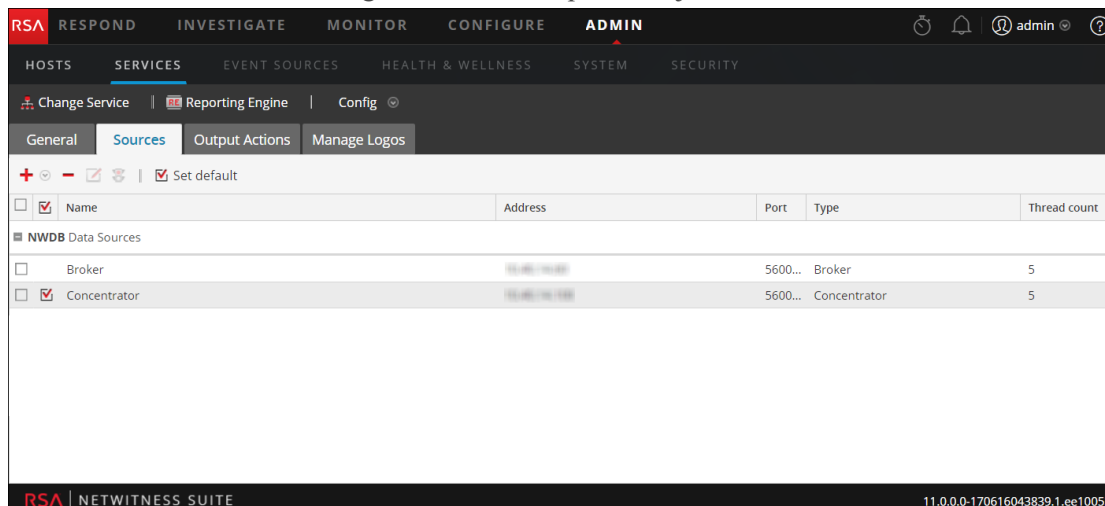 RSA RESPOND INVESTIGATE MONITOR CONFIGURE ADMIN admin ?
HOSTS SERVICES EVENT SOURCES HEALTH & WELLNESS SYSTEM SECURITY
Change Service | RE Reporting Engine | Config
General Sources Output Actions Manage Logos
Set default
Name Address Port Type Thread count
NWDB Data Sources
Broker 5600... Broker 5
Concentrator 5600... Concentrator 5
RSA | NETWITNESS SUITE 11.0.0.0-170616043839.1.ee1005